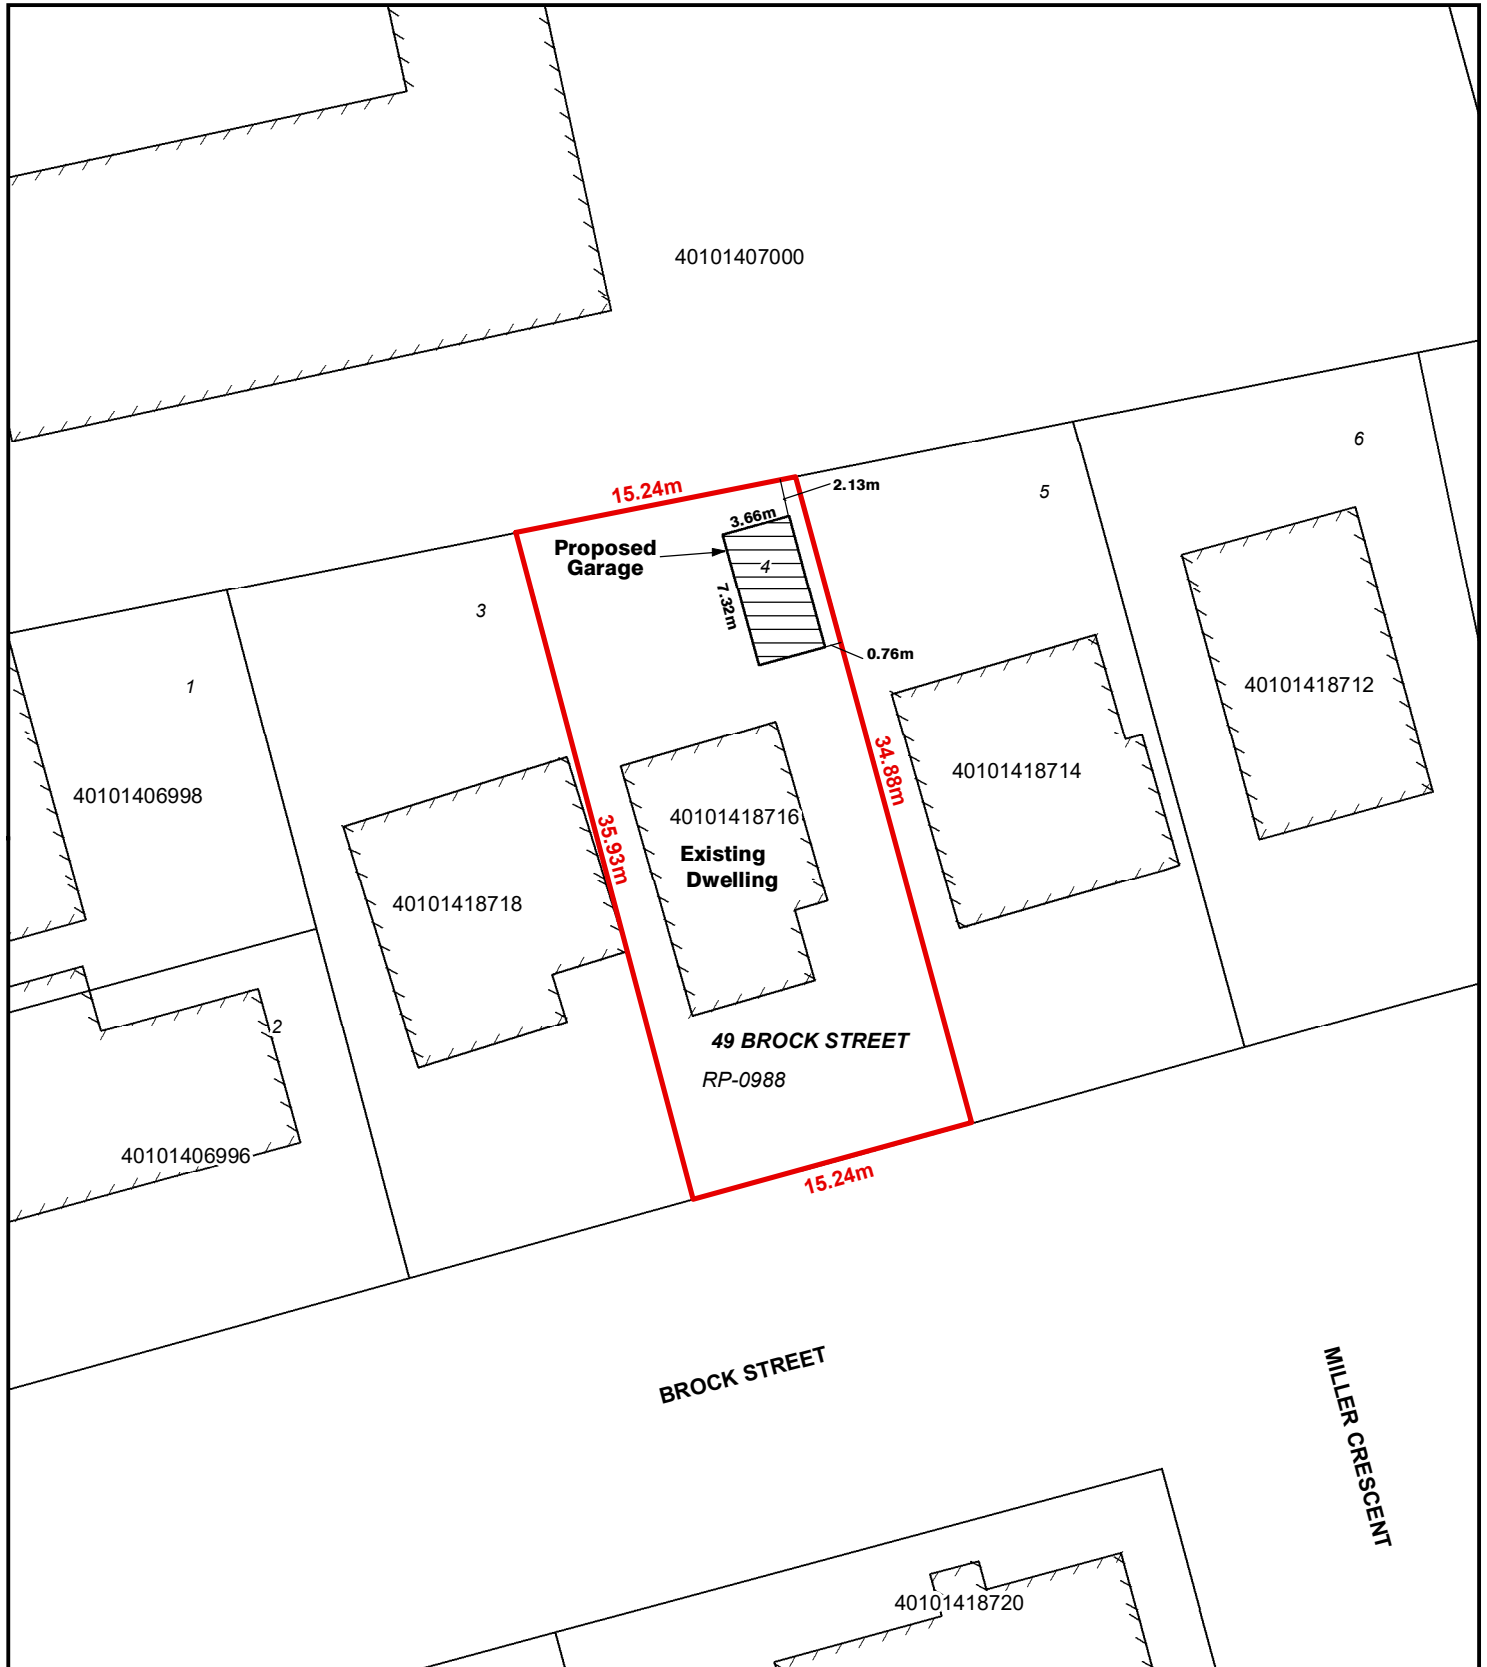 40101407000
6
15.24m
2.13m
5
3.66m
Proposed
Garage
4
7.32m
3
0.76m
1
40101418712
34.88m
40101418714
40101406998
40101418716
35.93m
Existing
Dwelling
40101418718
2
49 BROCK STREET
RP-0988
40101406996
15.24m
BROCK STREET
MILLER CRESCENT
40101418720